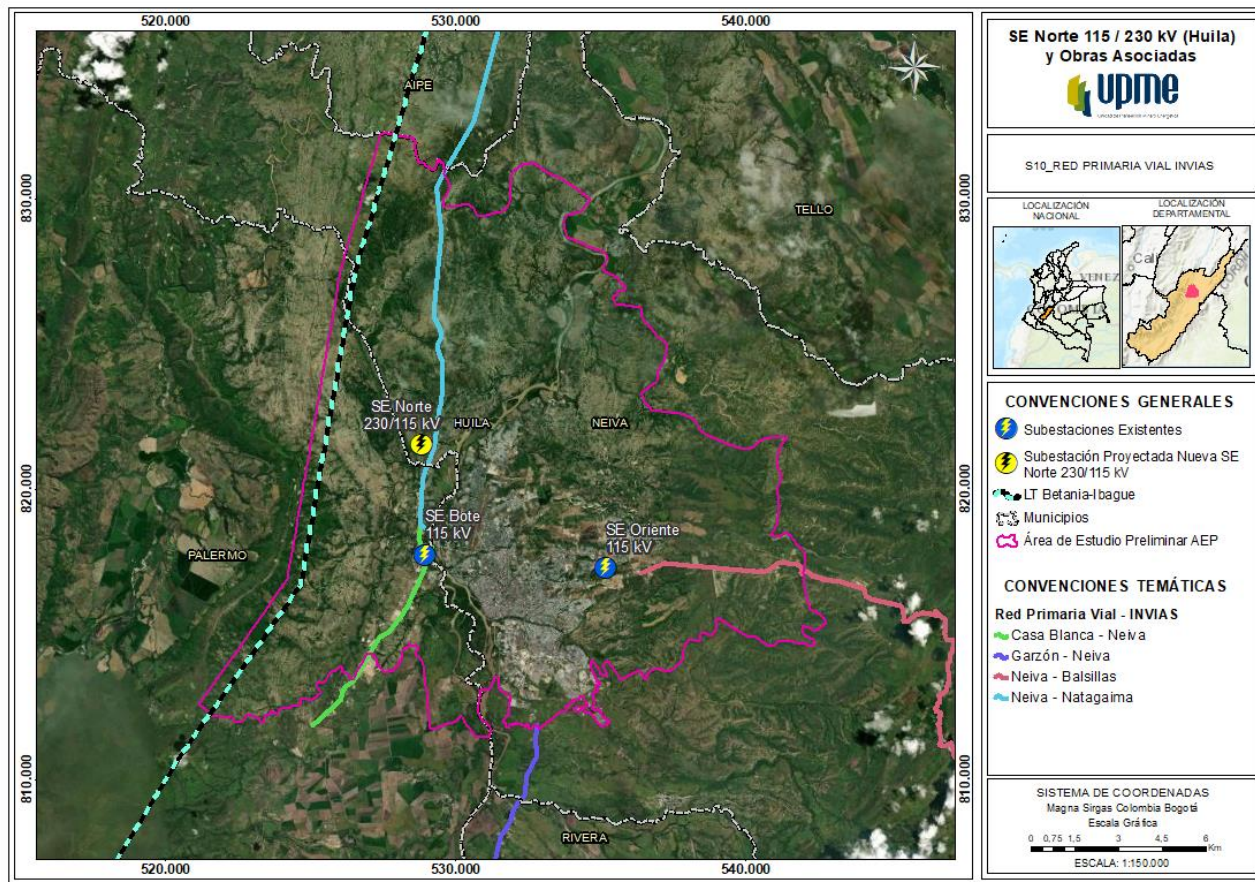 520.000 530.000 540.000
AIPE
830.000
830.000
TELLO
SE Norte
230/115 kV
HUILA
NEIVA
820.000
820.000
SE Bote
115 kV
SE Oriente
115 kV
PALERMO
810.000
810.000
RIVERA
520.000 530.000 540.000
SE Norte 115 / 230 kV (Huila)
y Obras Asociadas
upme
S10_RED PRIMARIA VIAL INVIAS
LOCALIZACIÓN
NACIONAL
LOCALIZACIÓN
DEPARTAMENTAL
VENEZ
Cali
CONVENCIONES GENERALES
Subestaciones Existentes
Subestación Proyectada Nueva SE
Norte 230/115 kV
LT Betania-Ibague
Municipios
Área de Estudio Preliminar AEP
CONVENCIONES TEMÁTICAS
Red Primaria Vial - INVIAS
Casa Blanca - Neiva
Garzón - Neiva
Neiva - Balsillas
Neiva - Natagaima
SISTEMA DE COORDENADAS
Magna Sirgas Colombia Bogotá
Escala Gráfica
0 0,75 1,5 3 4,5 6
Km
ESCALA: 1:150.000